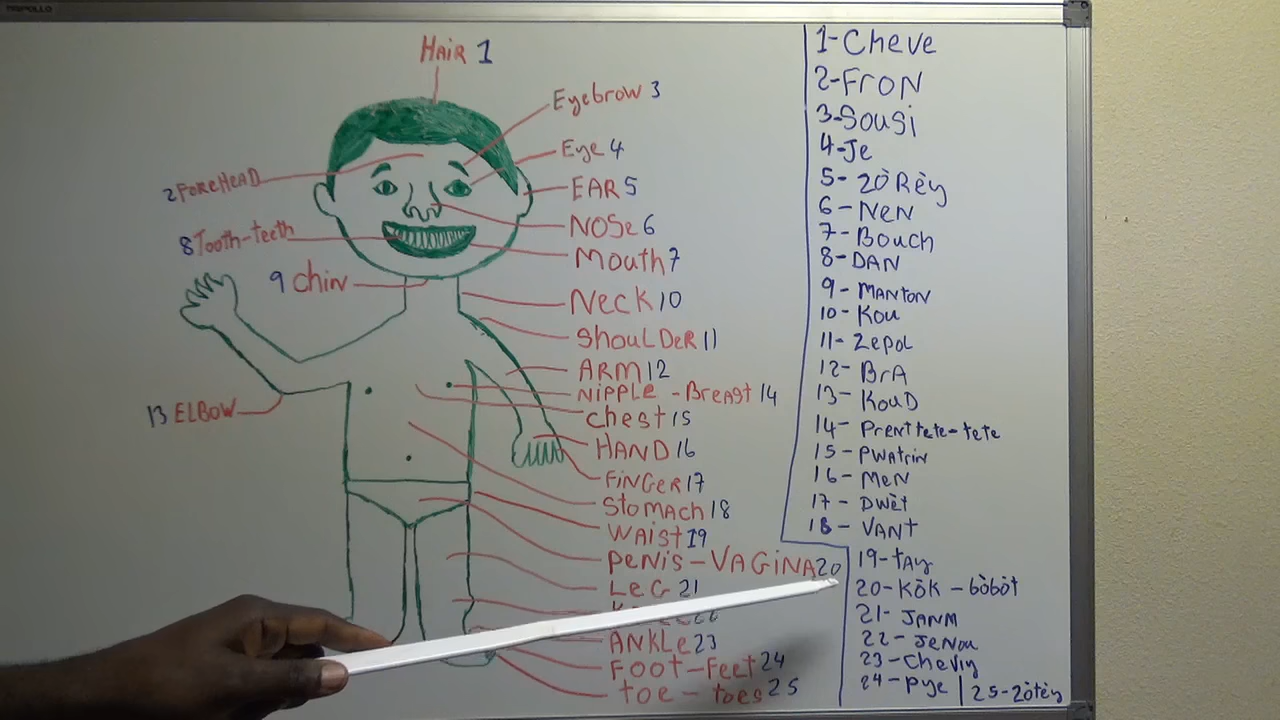 HAIR 1
Eyebrow 3
Eye 4
2 FOREHEAD
EAR 5
NOSe 6
8 Tooth-teeth
MOUTH 7
9 CHIN
Neck 10
SHOULDER 11
ARM 12
NIPPLE - Breast 14
13 ELBOW
CHest 15
HAND 16
FINGER 17
STOMACH 18
WAIST 19
PENIS - VAGINA 20
LEG 21
ANKLE 23
FOOT-Feet 24
toe - toes 25
1-Cheve
2-FRON
3-Sousi
4-Je
5-ZòRèy
6-NEN
7-Bouch
8-DAN
9-MANTON
10-KOU
11-Zepol
12-BrA
13-KOUD
14-Prenttete-tete
15-PWAtrin
16-MeN
17-Dwèt
18-VANT
19-tAy
20-KòK-bòbòt
21-JANM
22-JENOU
23-Cheviy
24-Pye | 25-Zòtèy